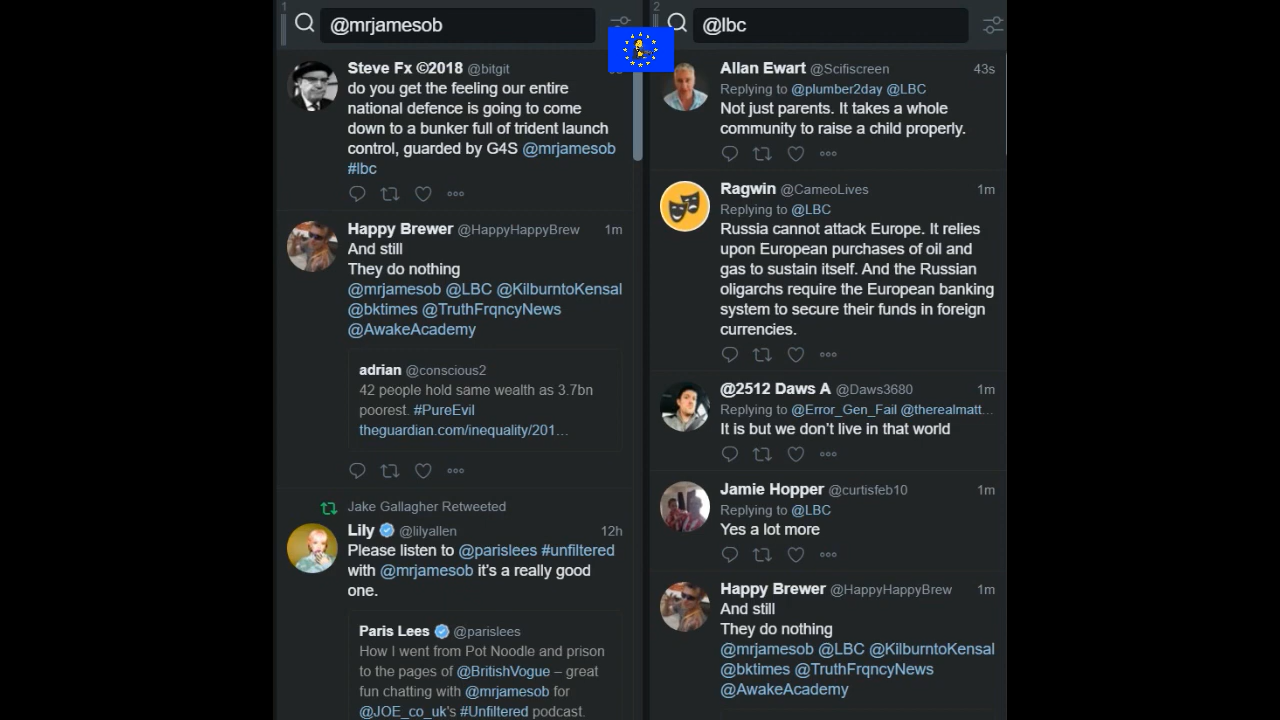 1
@mrjamesob
Steve Fx ©2018 @bitgit
do you get the feeling our entire
national defence is going to come
down to a bunker full of trident launch
control, guarded by G4S @mrjamesob
#lbc
Happy Brewer @HappyHappyBrew 1m
And still
They do nothing
@mrjamesob @LBC @KilburntoKensal
@bktimes @TruthFrqncyNews
@AwakeAcademy
adrian @conscious2
42 people hold same wealth as 3.7bn
poorest. #PureEvil
theguardian.com/inequality/201…
Jake Gallagher Retweeted
Lily @lilyallen 12h
Please listen to @parislees #unfiltered
with @mrjamesob it's a really good
one.
Paris Lees @parislees
How I went from Pot Noodle and prison
to the pages of @BritishVogue – great
fun chatting with @mrjamesob for
@JOE_co_uk's #Unfiltered podcast.
2
@lbc
Allan Ewart @Scifiscreen 43s
Replying to @plumber2day @LBC
Not just parents. It takes a whole
community to raise a child properly.
Ragwin @CameoLives 1m
Replying to @LBC
Russia cannot attack Europe. It relies
upon European purchases of oil and
gas to sustain itself. And the Russian
oligarchs require the European banking
system to secure their funds in foreign
currencies.
@2512 Daws A @Daws3680 1m
Replying to @Error_Gen_Fail @therealmatt…
It is but we don't live in that world
Jamie Hopper @curtisfeb10 1m
Replying to @LBC
Yes a lot more
Happy Brewer @HappyHappyBrew 1m
And still
They do nothing
@mrjamesob @LBC @KilburntoKensal
@bktimes @TruthFrqncyNews
@AwakeAcademy